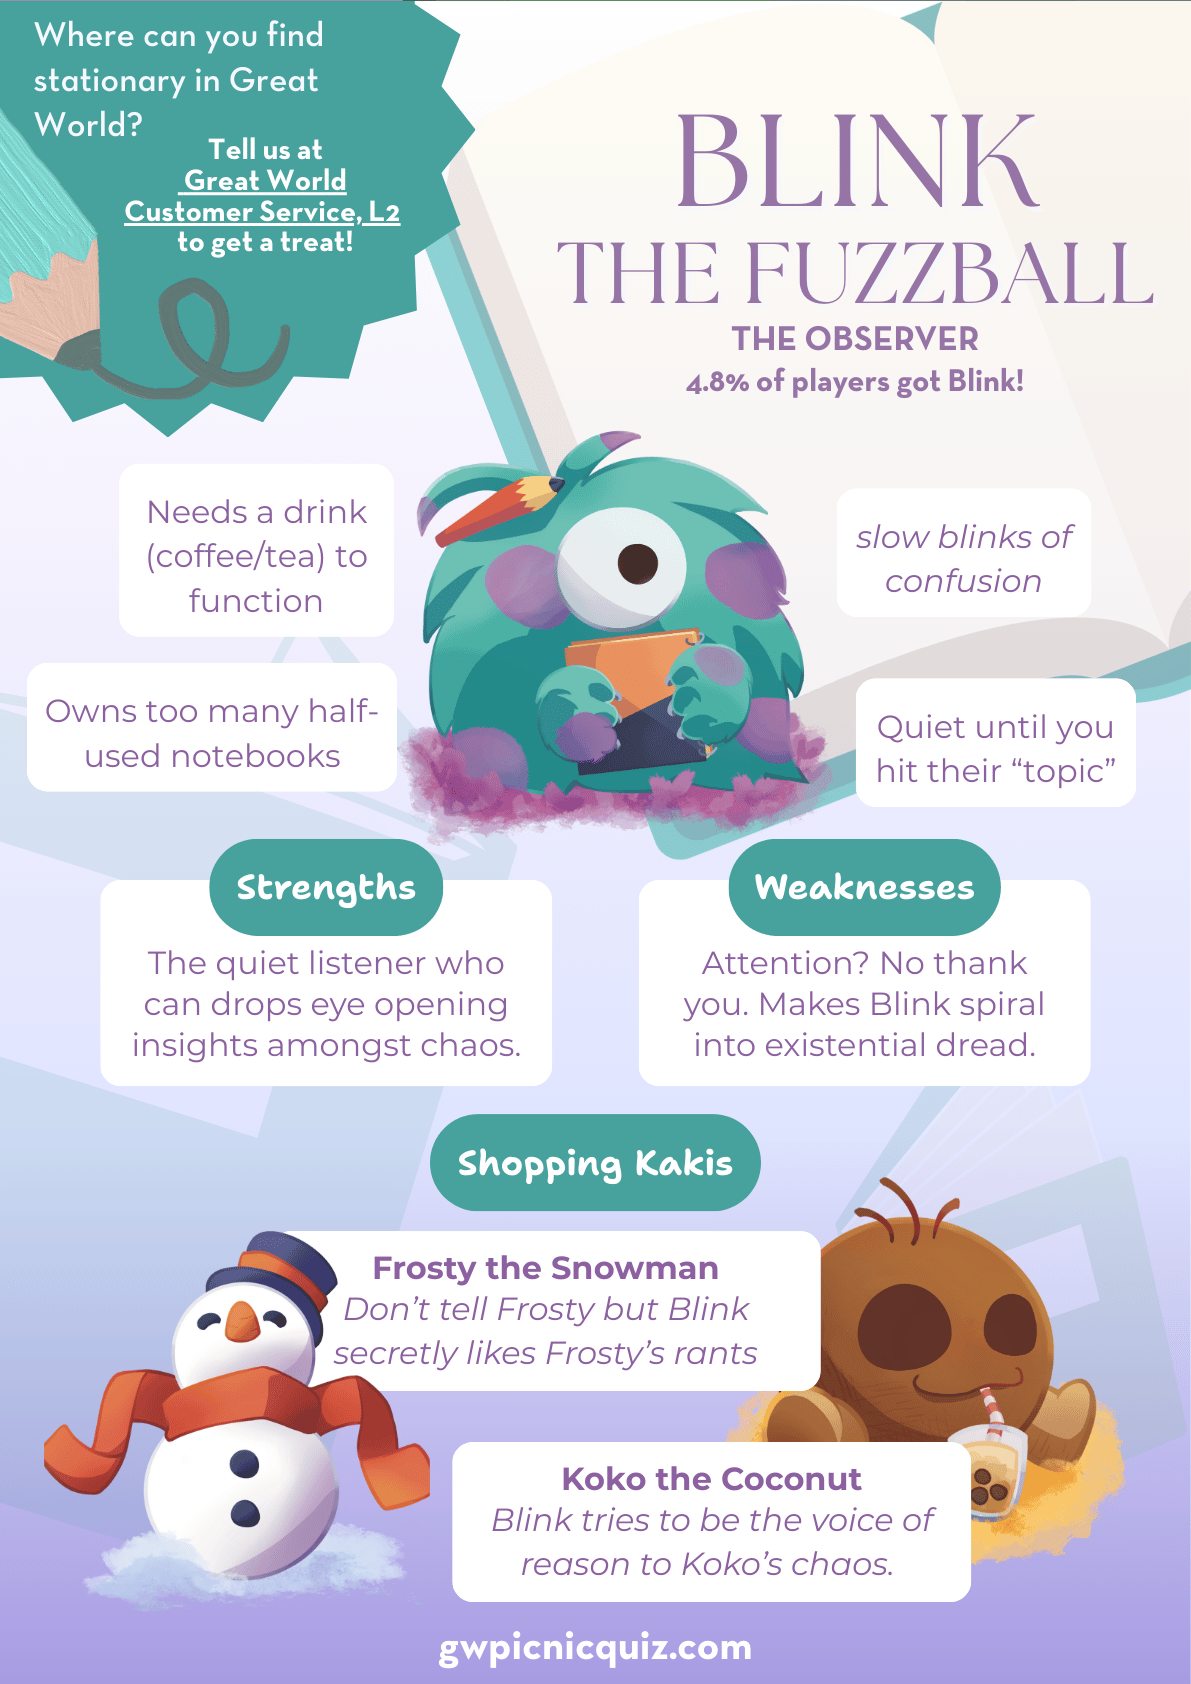 Where can you find
stationary in Great
World?
Tell us at
Great World
Customer Service, L2
to get a treat!
BLINK
THE FUZZBALL
THE OBSERVER
4.8% of players got Blink!
Needs a drink
(coffee/tea) to
function
slow blinks of
confusion
Owns too many half-
used notebooks
Quiet until you
hit their “topic”
Strengths
The quiet listener who
can drops eye opening
insights amongst chaos.
Weaknesses
Attention? No thank
you. Makes Blink spiral
into existential dread.
Shopping Kakis
Frosty the Snowman
Don’t tell Frosty but Blink
secretly likes Frosty’s rants
Koko the Coconut
Blink tries to be the voice of
reason to Koko’s chaos.
gwpicnicquiz.com